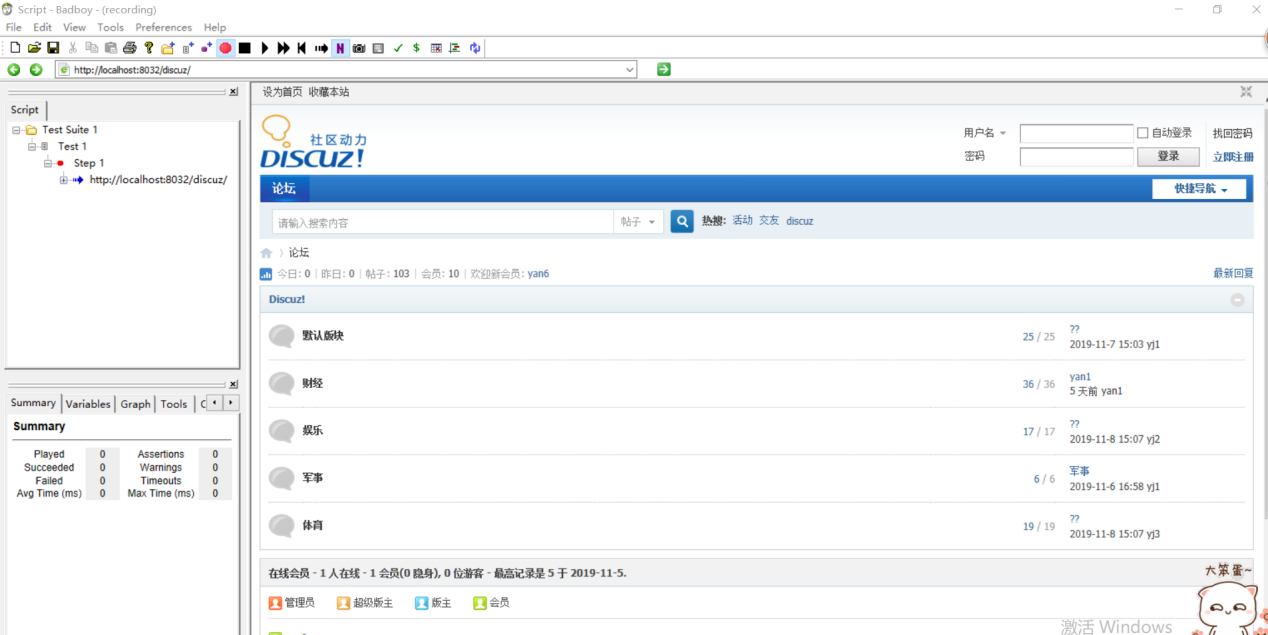 Script - Badboy - (recording)
File Edit View Tools Preferences Help
http://localhost:8032/discuz/
Script
Test Suite 1
Test 1
Step 1
http://localhost:8032/discuz/
Summary Variables Graph Tools
Summary
Played 0 Assertions 0
Succeeded 0 Warnings 0
Failed 0 Timeouts 0
Avg Time (ms) 0 Max Time (ms) 0
设为首页 收藏本站
社区动力
DISCUZ!
用户名 自动登录 找回密码
密码 登录 立即注册
论坛 快捷导航
请输入搜索内容 帖子 热搜: 活动 交友 discuz
论坛
今日: 0 | 昨日: 0 | 帖子: 103 | 会员: 10 | 欢迎新会员: yan6 最新回复
Discuz!
默认版块 25 / 25 ??
2019-11-7 15:03 yj1
财经 36 / 36 yan1
5 天前 yan1
娱乐 17 / 17 ??
2019-11-8 15:07 yj2
军事 6 / 6 军事
2019-11-6 16:58 yj1
体育 19 / 19 ??
2019-11-8 15:07 yj3
在线会员 - 1 人在线 - 1 会员(0 隐身), 0 位游客 - 最高记录是 5 于 2019-11-5.
管理员 超级版主 版主 会员
大笨蛋~
激活 Windows